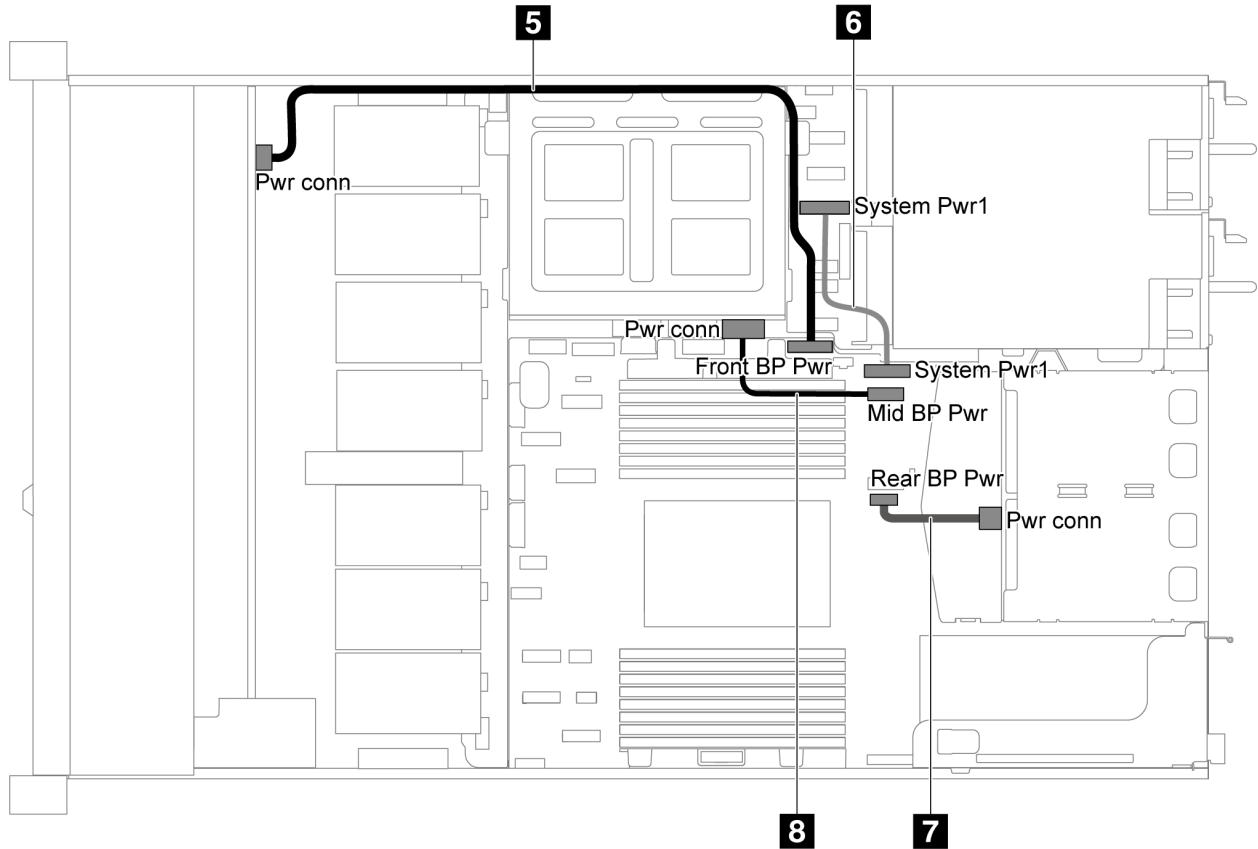 5
6
Pwr conn
System Pwr1
Pwr conn
Front BP Pwr
System Pwr1
Mid BP Pwr
Rear BP Pwr
Pwr conn
8
7